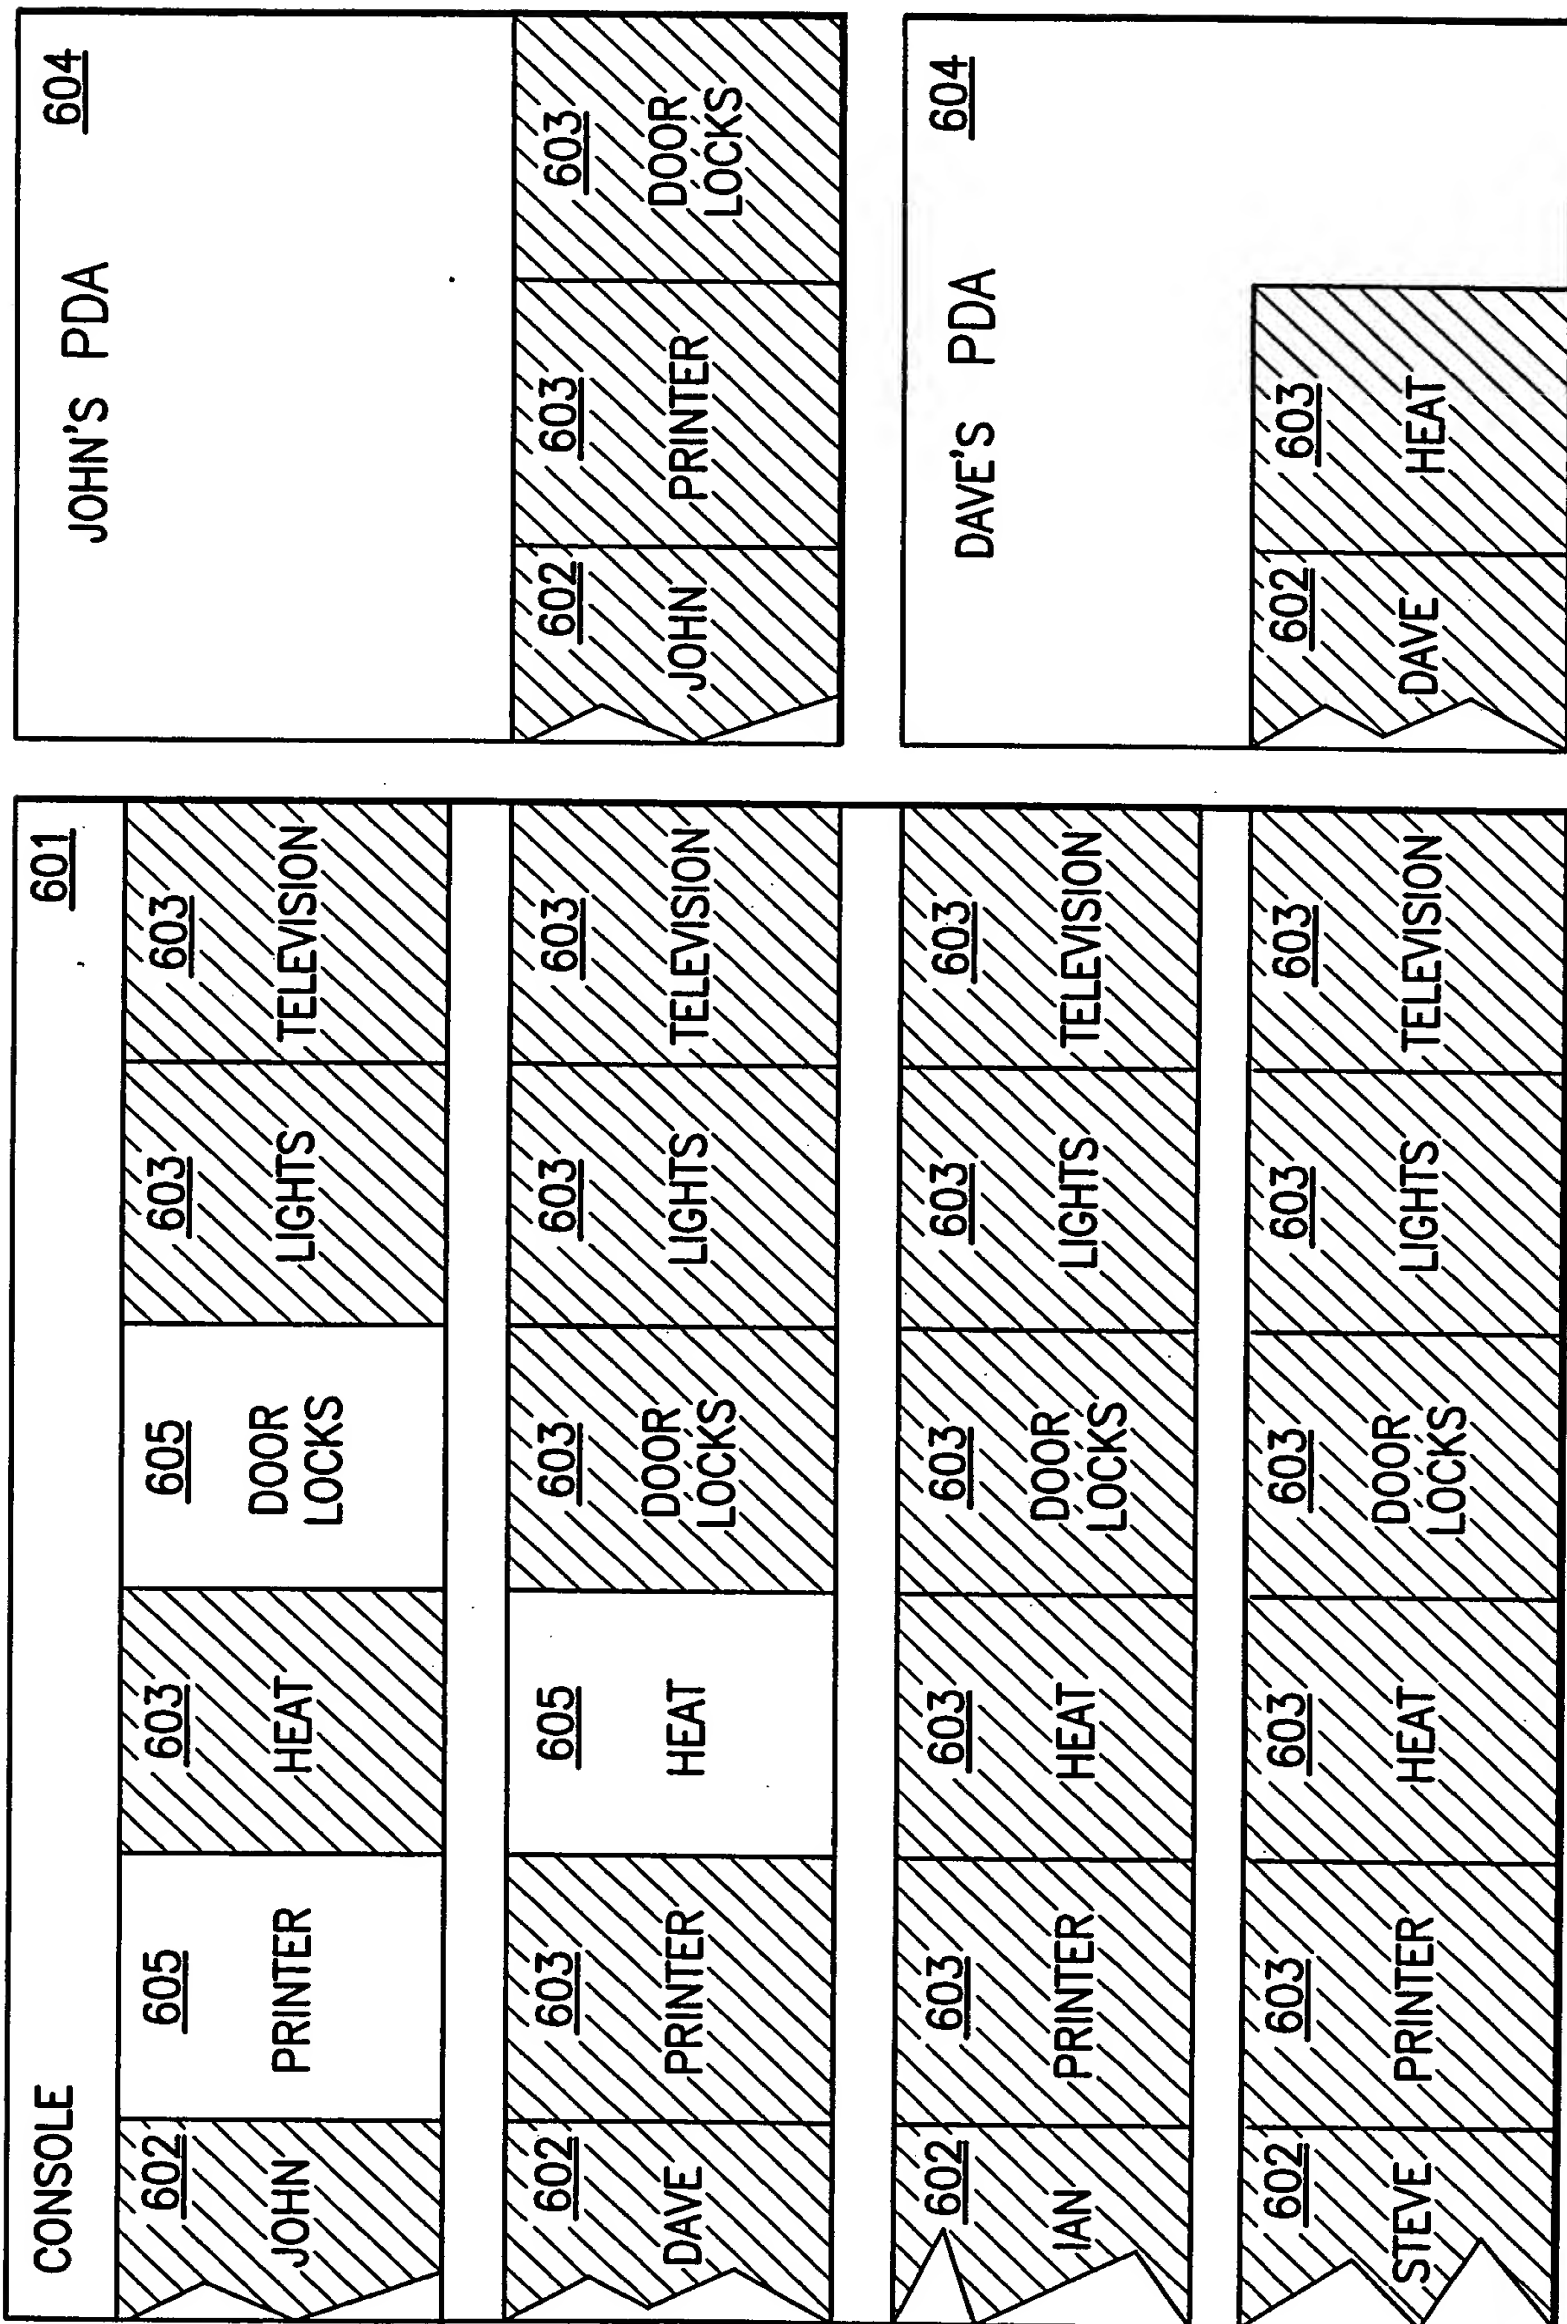 CONSOLE 601
602 605 603 605 603 603
JOHN PRINTER HEAT DOOR LOCKS LIGHTS TELEVISION
602 603 605 603 603 603
DAVE PRINTER HEAT DOOR LOCKS LIGHTS TELEVISION
602 603 603 603 603 603
IAN PRINTER HEAT DOOR LOCKS LIGHTS TELEVISION
602 603 603 603 603 603
STEVE PRINTER HEAT DOOR LOCKS LIGHTS TELEVISION
604
JOHN'S PDA
602 603 603
JOHN PRINTER DOOR LOCKS
604
DAVE'S PDA
602 603
DAVE HEAT